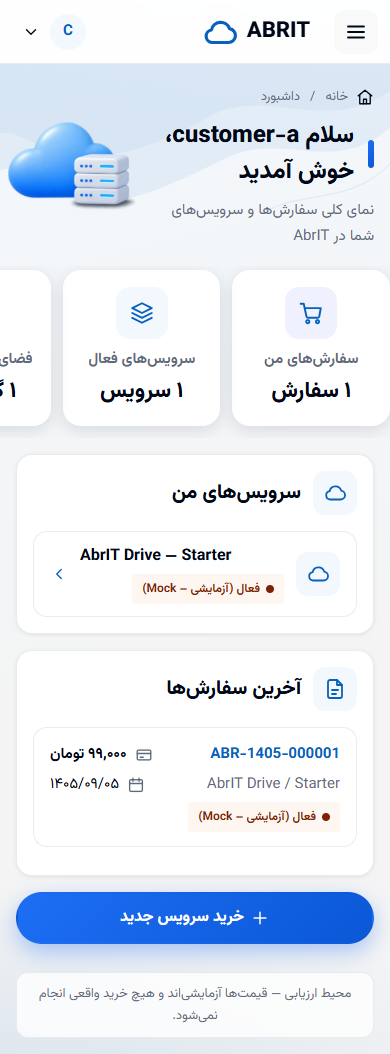 ABRIT
C
خانه / داشبورد
سلام customer-a،
خوش آمدید
نمای کلی سفارش‌ها و سرویس‌های
شما در AbrIT
سفارش‌های من
۱ سفارش
سرویس‌های فعال
۱ سرویس
فضای
۱
سرویس‌های من
AbrIT Drive — Starter
فعال (آزمایشی – Mock)
آخرین سفارش‌ها
ABR-1405-000001
۹۹,۰۰۰ تومان
AbrIT Drive / Starter
۱۴۰۵/۰۹/۰۵
فعال (آزمایشی – Mock)
خرید سرویس جدید
محیط ارزیابی — قیمت‌ها آزمایشی‌اند و هیچ خرید واقعی انجام
نمی‌شود.